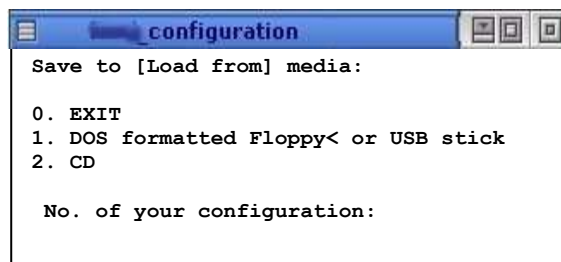 _configuration
Save to [Load from] media:
0. EXIT
1. DOS formatted Floppy< or USB stick
2. CD
No. of your configuration: